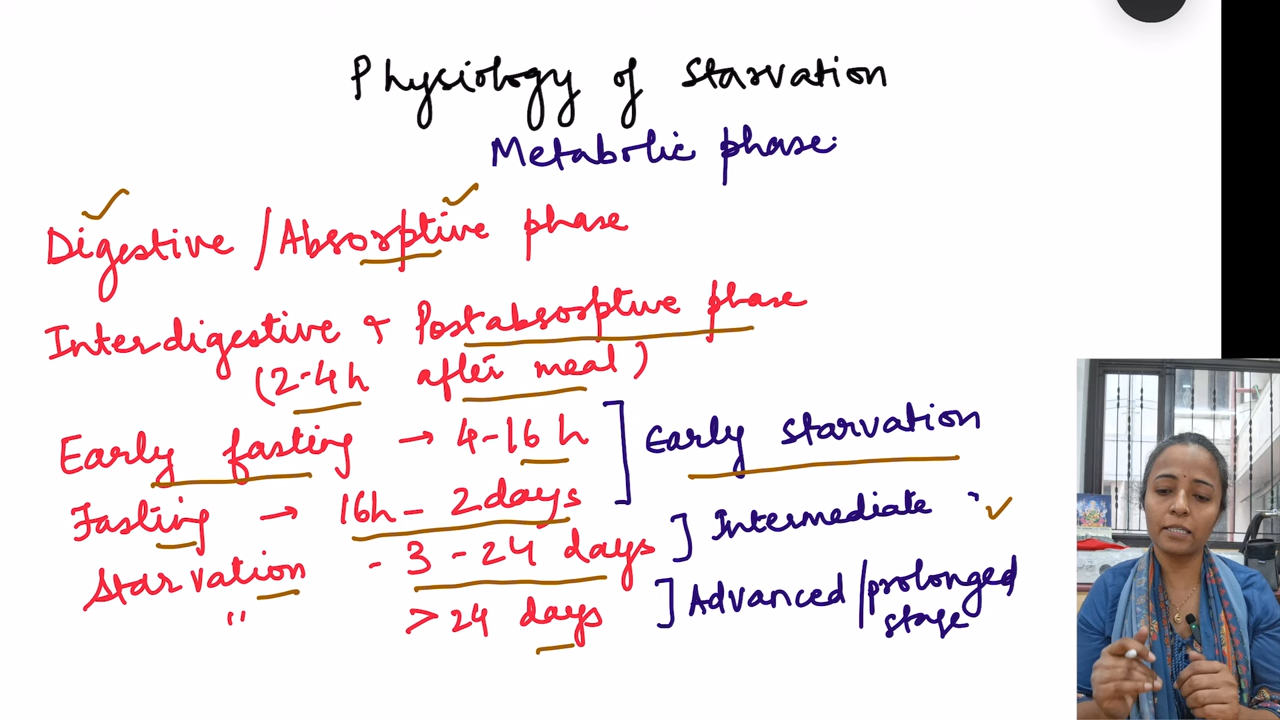 Physiology of Starvation
Metabolic phase:
Digestive / Absorptive phase
Interdigestive & Postabsorptive phase
(2-4h after meal)
Early fasting → 4-16 h ] Early starvation
Fasting → 16h - 2 days
Starvation - 3 - 24 days ] Intermediate "
" > 24 days ] Advanced / prolonged
stage